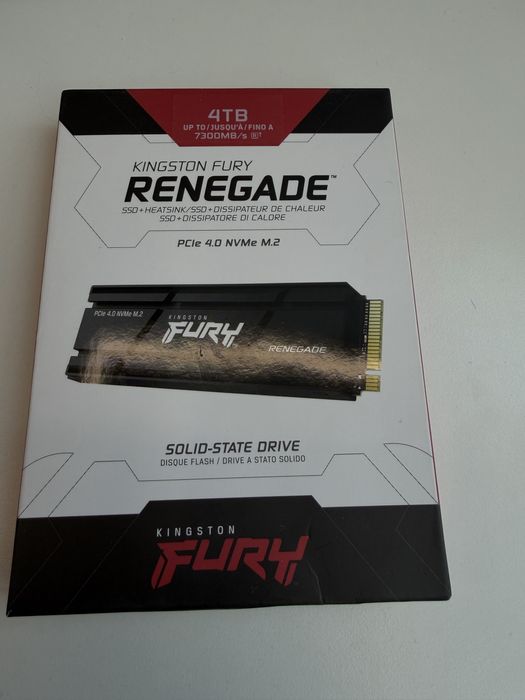 4TB
UP TO/JUSQU'À/FINO A
7300MB/s
KINGSTON FURY
RENEGADE™
SSD+HEATSINK/SSD+DISSIPATEUR DE CHALEUR
SSD+DISSIPATORE DI CALORE
PCIe 4.0 NVMe M.2
PCIe 4.0 NVMe M.2
KINGSTON
FURY
RENEGADE
SOLID-STATE DRIVE
DISQUE FLASH / DRIVE A STATO SOLIDO
KINGSTON
FURY